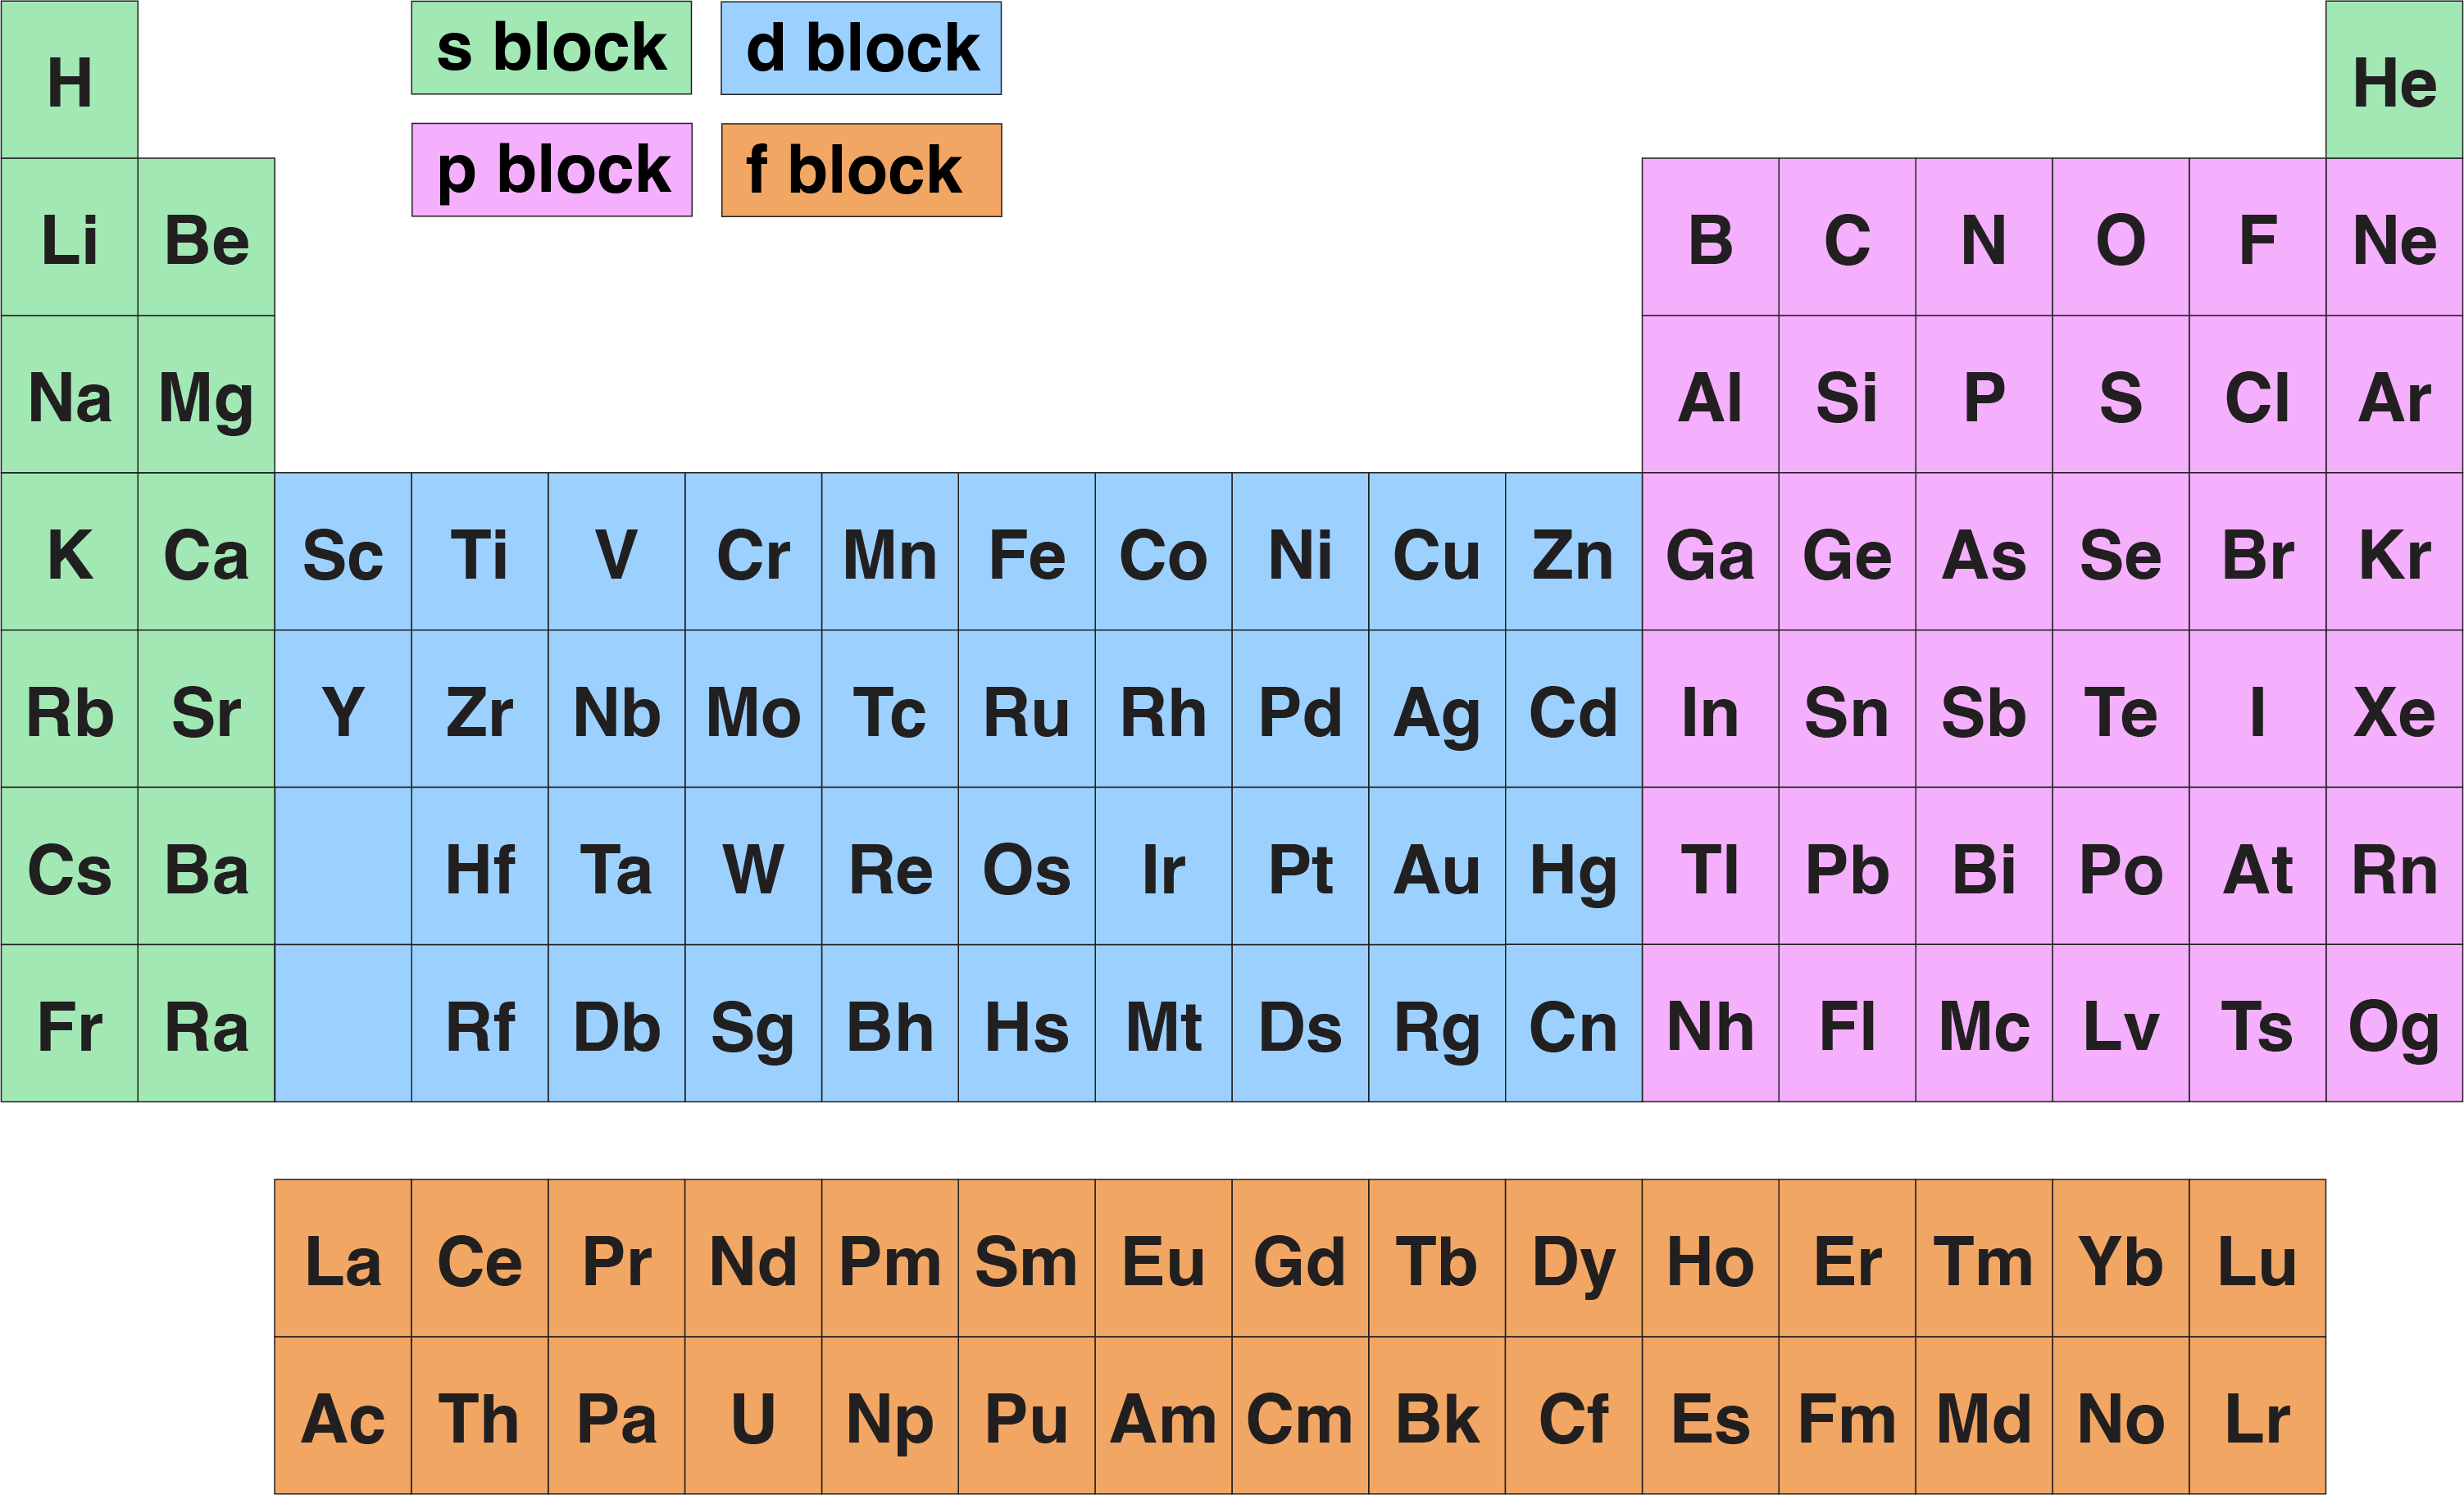 H s block d block He
p block f block
Li Be B C N O F Ne
Na Mg Al Si P S Cl Ar
K Ca Sc Ti V Cr Mn Fe Co Ni Cu Zn Ga Ge As Se Br Kr
Rb Sr Y Zr Nb Mo Tc Ru Rh Pd Ag Cd In Sn Sb Te I Xe
Cs Ba Hf Ta W Re Os Ir Pt Au Hg Tl Pb Bi Po At Rn
Fr Ra Rf Db Sg Bh Hs Mt Ds Rg Cn Nh Fl Mc Lv Ts Og
La Ce Pr Nd Pm Sm Eu Gd Tb Dy Ho Er Tm Yb Lu
Ac Th Pa U Np Pu Am Cm Bk Cf Es Fm Md No Lr